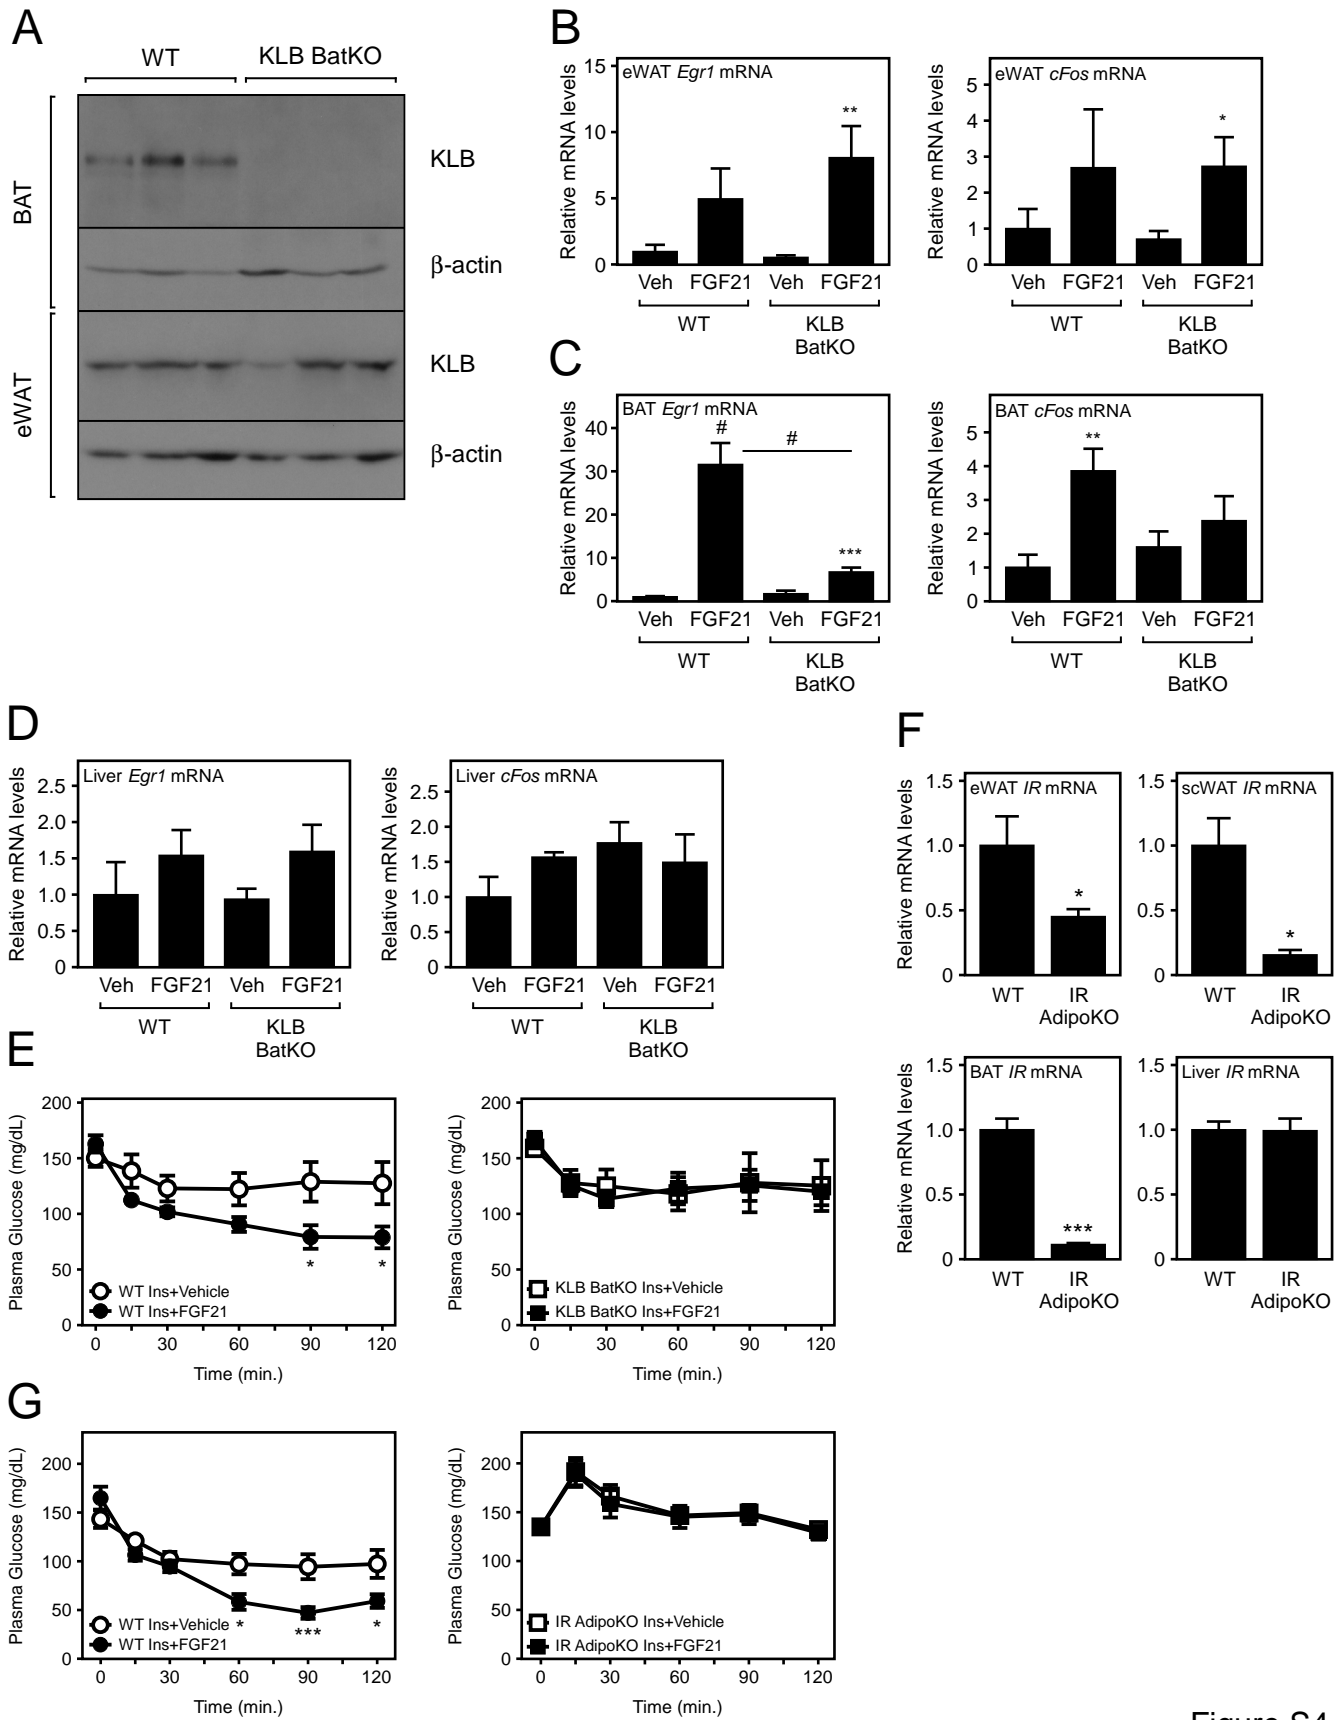 A
WT
KLB BatKO
BAT
KLB
β-actin
eWAT
KLB
β-actin
B
Relative mRNA levels
eWAT Egr1 mRNA
15
10
5
0
**
Veh FGF21 Veh FGF21
WT
KLB
BatKO
Relative mRNA levels
eWAT cFos mRNA
5
4
3
2
1
0
*
Veh FGF21 Veh FGF21
WT
KLB
BatKO
C
Relative mRNA levels
BAT Egr1 mRNA
40
30
20
10
0
#
#
***
Veh FGF21 Veh FGF21
WT
KLB
BatKO
Relative mRNA levels
BAT cFos mRNA
5
4
3
2
1
0
**
Veh FGF21 Veh FGF21
WT
KLB
BatKO
D
Relative mRNA levels
Liver Egr1 mRNA
2.5
2.0
1.5
1.0
0.5
0
Veh FGF21 Veh FGF21
WT
KLB
BatKO
Relative mRNA levels
Liver cFos mRNA
2.5
2.0
1.5
1.0
0.5
0
Veh FGF21 Veh FGF21
WT
KLB
BatKO
E
Plasma Glucose (mg/dL)
200
150
100
50
0
* *
WT Ins+Vehicle
WT Ins+FGF21
0 30 60 90 120
Time (min.)
Plasma Glucose (mg/dL)
200
150
100
50
0
KLB BatKO Ins+Vehicle
KLB BatKO Ins+FGF21
0 30 60 90 120
Time (min.)
F
Relative mRNA levels
eWAT IR mRNA
1.5
1.0
0.5
0
*
WT IR
AdipoKO
scWAT IR mRNA
1.5
1.0
0.5
0
*
WT IR
AdipoKO
Relative mRNA levels
BAT IR mRNA
1.5
1.0
0.5
0
***
WT IR
AdipoKO
Liver IR mRNA
1.5
1.0
0.5
0
WT IR
AdipoKO
G
Plasma Glucose (mg/dL)
200
150
100
50
0
WT Ins+Vehicle
WT Ins+FGF21
* *** *
0 30 60 90 120
Time (min.)
Plasma Glucose (mg/dL)
200
150
100
50
0
IR AdipoKO Ins+Vehicle
IR AdipoKO Ins+FGF21
0 30 60 90 120
Time (min.)
Figure S4